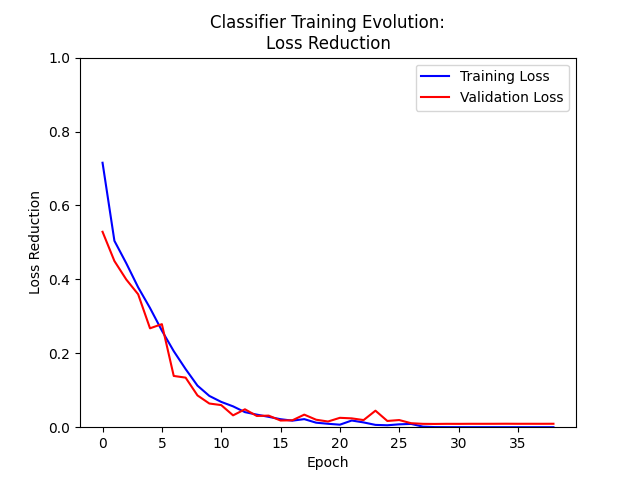 Classifier Training Evolution:
Loss Reduction
Training Loss
Validation Loss
Loss Reduction
1.0
0.8
0.6
0.4
0.2
0.0
0 5 10 15 20 25 30 35
Epoch